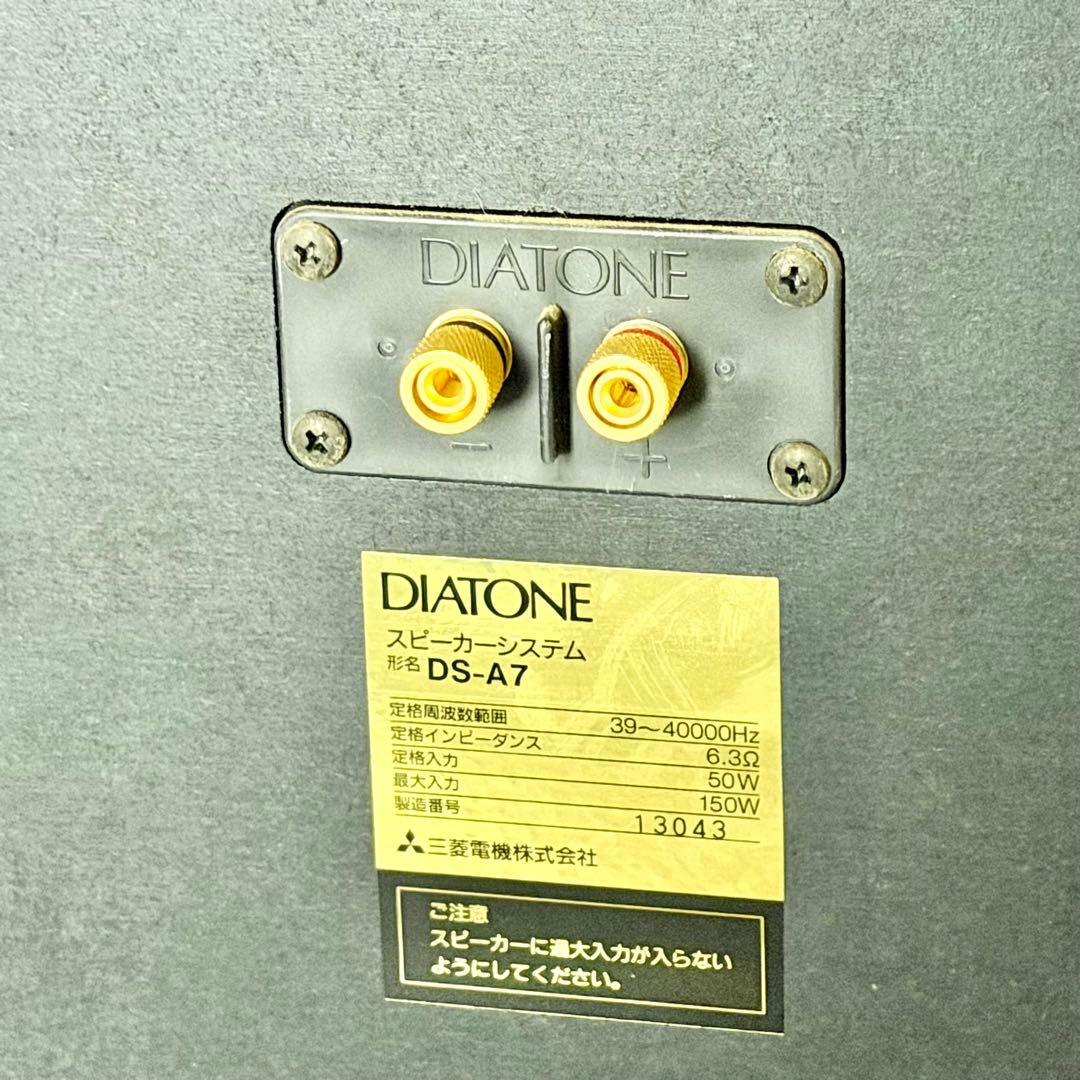 DIATONE
− +
DIATONE
スピーカーシステム
形名 DS-A7
定格周波数範囲 39～40000Hz
定格インピーダンス 6.3Ω
定格入力 50W
最大入力 150W
製造番号 13043
三菱電機株式会社
ご注意
スピーカーに過大入力が入らない
ようにしてください。